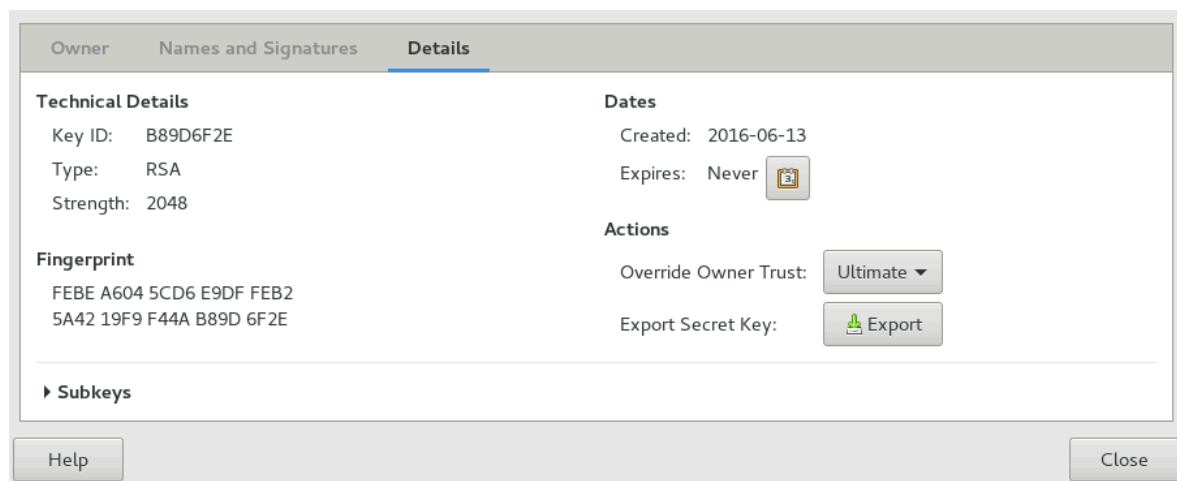 Owner Names and Signatures Details
Technical Details
Key ID: B89D6F2E
Type: RSA
Strength: 2048
Fingerprint
FEBE A604 5CD6 E9DF FEB2
5A42 19F9 F44A B89D 6F2E
Dates
Created: 2016-06-13
Expires: Never
Actions
Override Owner Trust: Ultimate
Export Secret Key: Export
Subkeys
Help Close